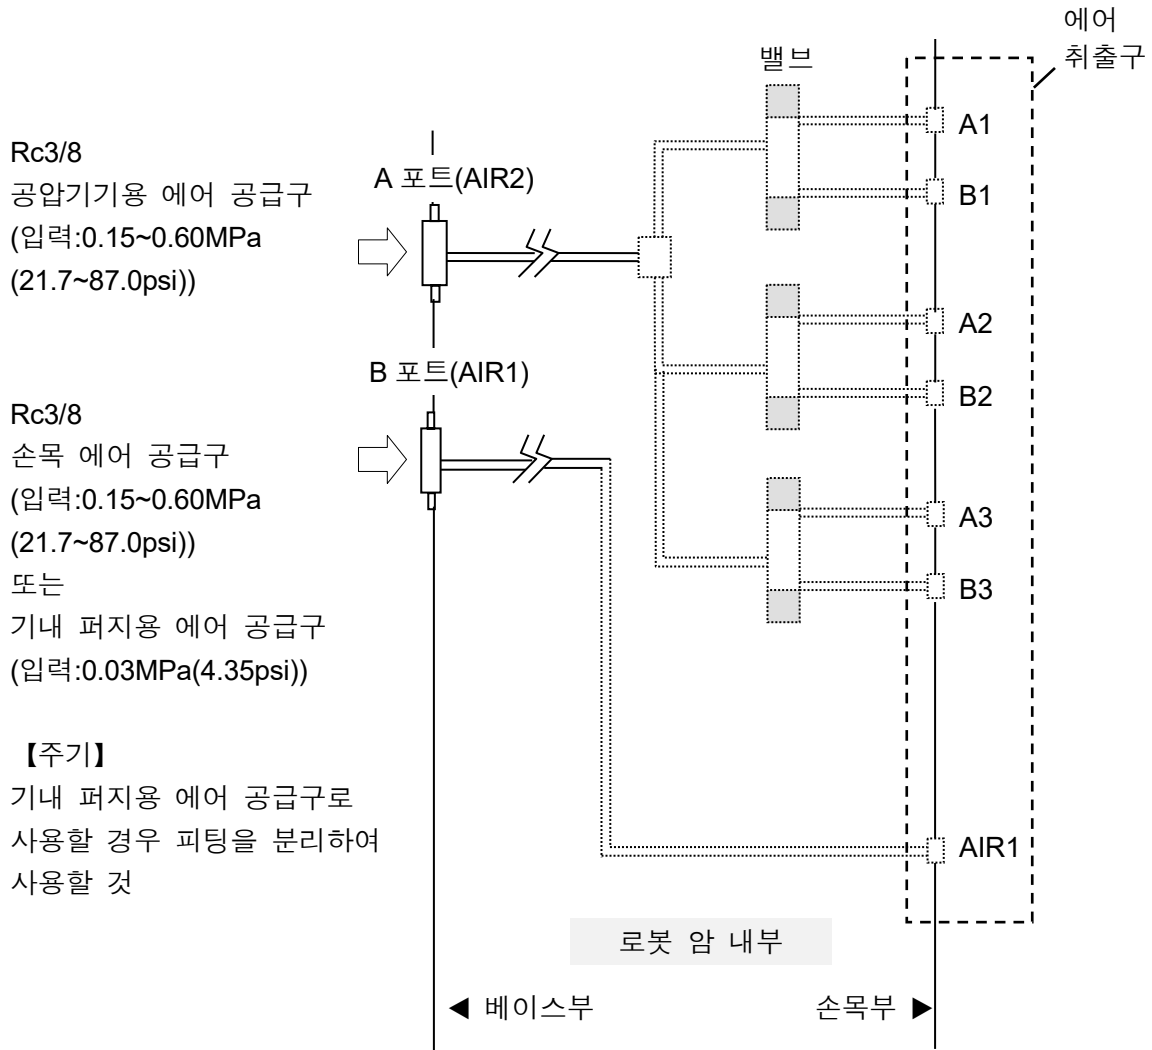 에어
취출구
밸브
A1
B1
Rc3/8
공압기기용 에어 공급구
(입력:0.15~0.60MPa
(21.7~87.0psi))
A 포트(AIR2)
A2
B2
B 포트(AIR1)
Rc3/8
손목 에어 공급구
(입력:0.15~0.60MPa
(21.7~87.0psi))
또는
기내 퍼지용 에어 공급구
(입력:0.03MPa(4.35psi))
A3
B3
【주기】
기내 퍼지용 에어 공급구로
사용할 경우 피팅을 분리하여
사용할 것
AIR1
로봇 암 내부
◀ 베이스부
손목부 ▶